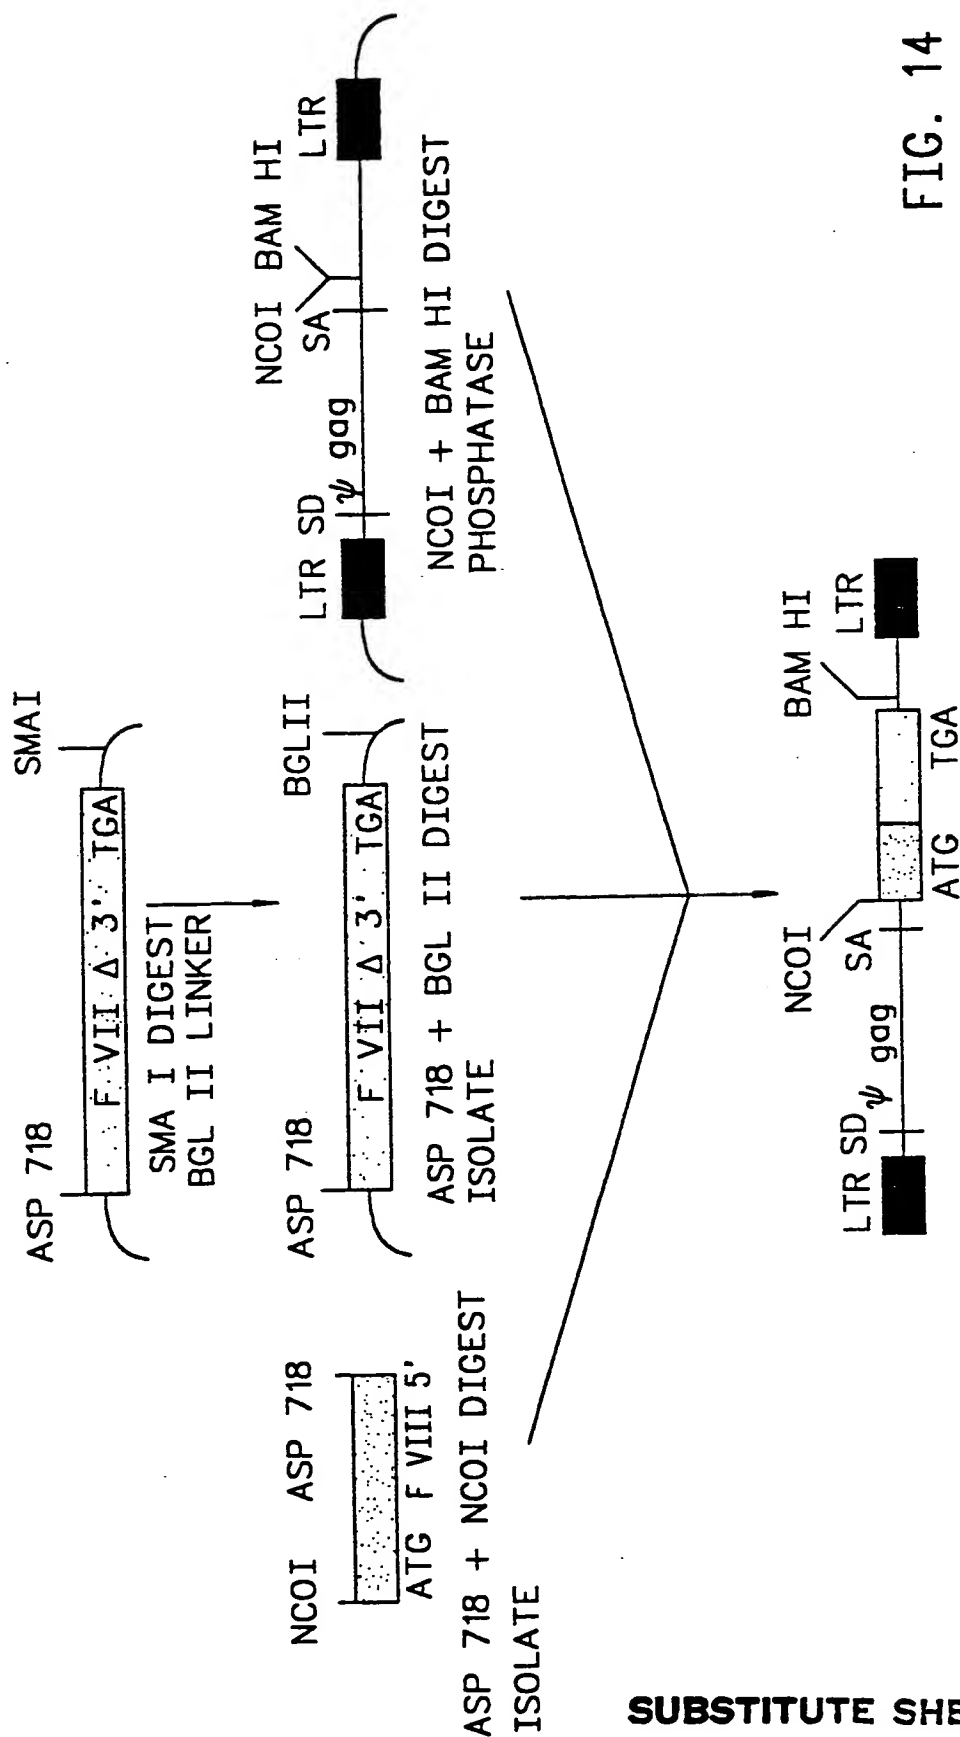 ASP 718
SMAI
F VII Δ 3' TGA
SMA I DIGEST
BGL II LINKER
NCOI
ASP 718
ATG F VIII 5'
ASP 718 + NCOI DIGEST
ISOLATE
ASP 718
BGLII
F VII Δ 3' TGA
ASP 718 + BGL II DIGEST
ISOLATE
NCOI BAM HI
LTR SD ψ gag SA LTR
NCOI + BAM HI DIGEST
PHOSPHATASE
NCOI BAM HI
LTR SD ψ gag SA LTR
ATG TGA
FIG. 14
SUBSTITUTE SHE